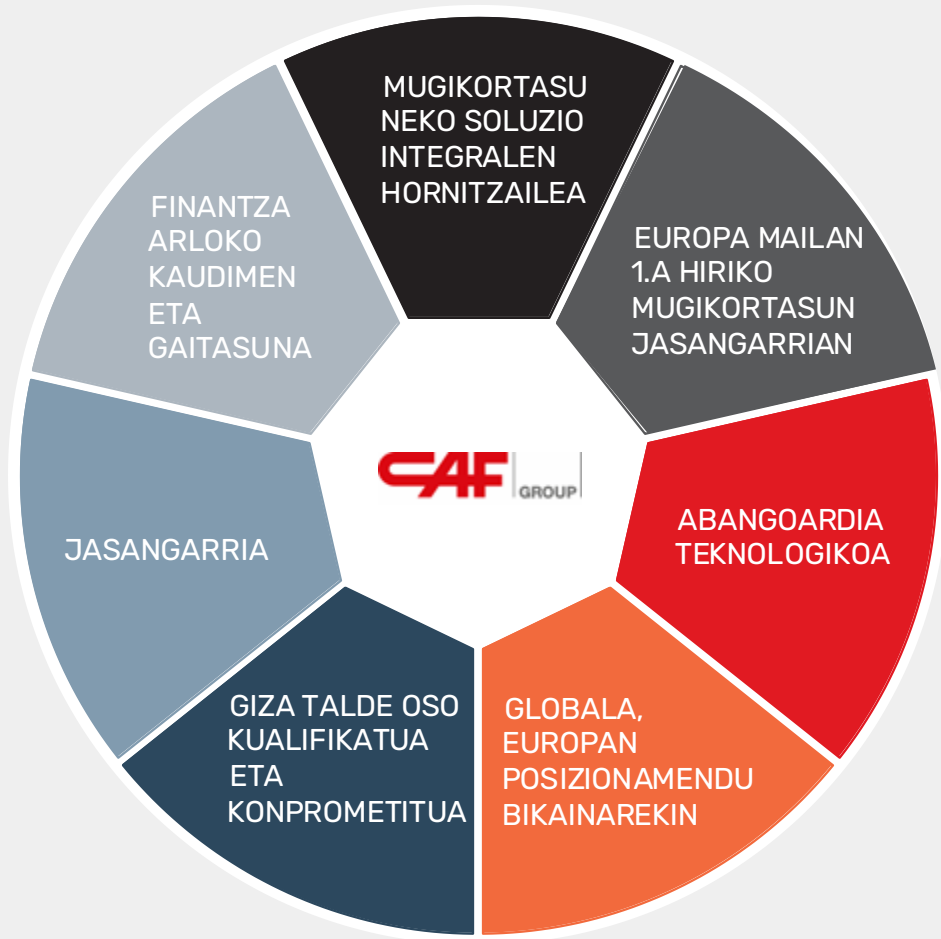 MUGIKORTASU
NEKO SOLUZIO
INTEGRALEN
HORNITZAILEA
EUROPA MAILAN
1.A HIRIKO
MUGIKORTASUN
JASANGARRIAN
ABANGOARDIA
TEKNOLOGIKOA
GLOBALA,
EUROPAN
POSIZIONAMENDU
BIKAINAREKIN
GIZA TALDE OSO
KUALIFIKATUA
ETA
KONPROMETITUA
JASANGARRIA
FINANTZA
ARLOKO
KAUDIMEN
ETA
GAITASUNA
CAF GROUP